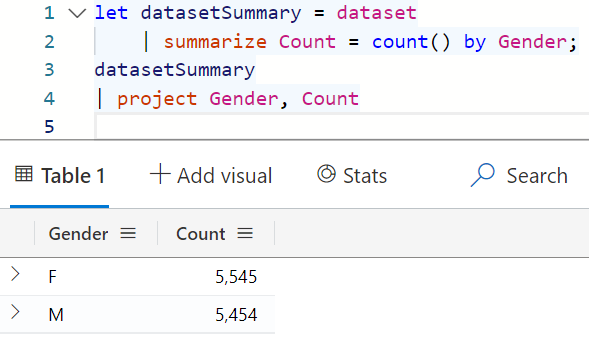 1 let datasetSummary = dataset
2 | summarize Count = count() by Gender;
3 datasetSummary
4 | project Gender, Count
5
Table 1 Add visual Stats Search
Gender Count
F 5,545
M 5,454